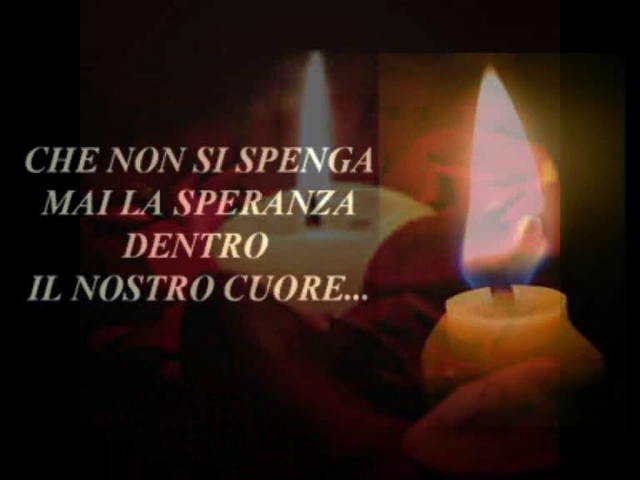 CHE NON SI SPENGA
MAI LA SPERANZA
DENTRO
IL NOSTRO CUORE...